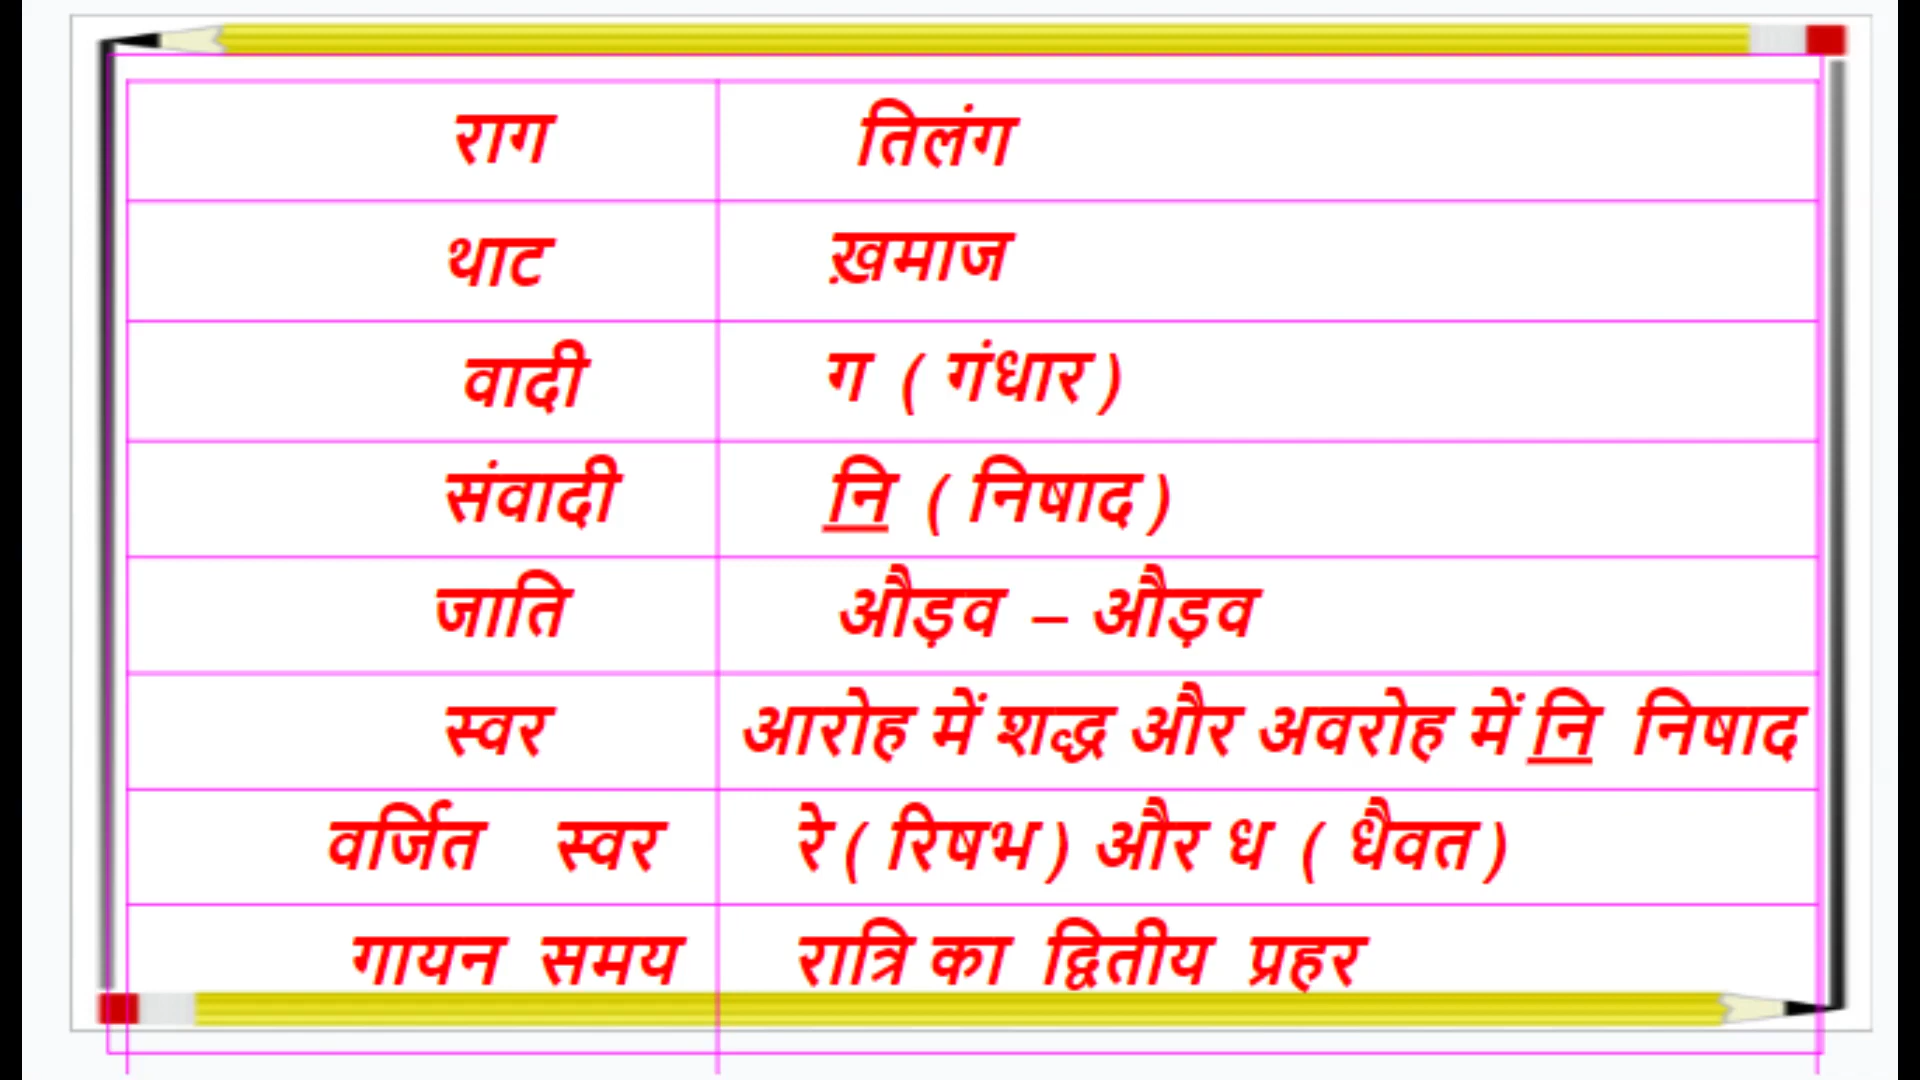 राग तिलंग
थाट ख़माज
वादी ग ( गंधार )
संवादी नि ( निषाद )
जाति औड़व – औड़व
स्वर आरोह में शद्ध और अवरोह में नि निषाद
वर्जित स्वर रे ( रिषभ ) और ध ( धैवत )
गायन समय रात्रि का द्वितीय प्रहर